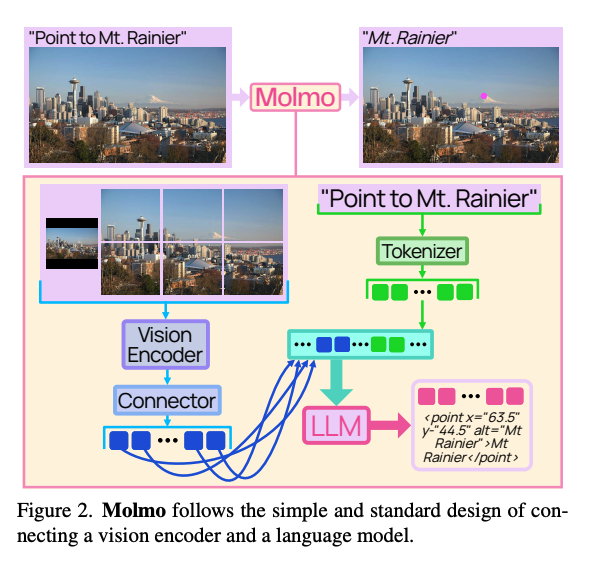 "Point to Mt. Rainier"
Molmo
"Mt. Rainier"
"Point to Mt. Rainier"
Tokenizer
Vision
Encoder
Connector
LLM
<point x="63.5"
y-"44.5" alt="Mt
Rainier">Mt
Rainier</point>
Figure 2. Molmo follows the simple and standard design of con-
necting a vision encoder and a language model.